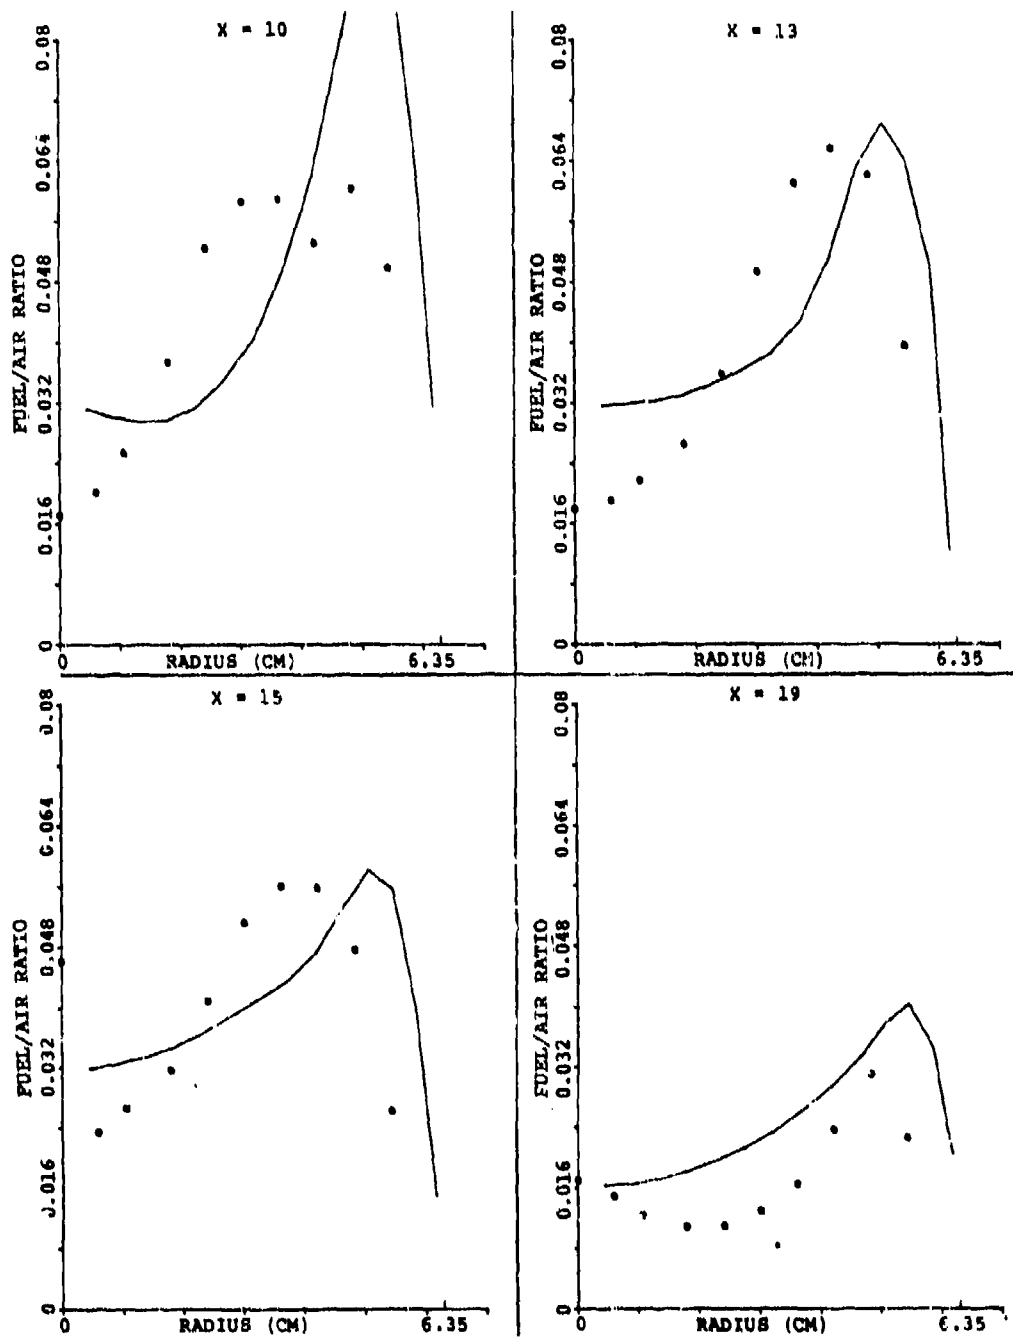 X = 10
FUEL/AIR RATIO
0.08
0.064
0.048
0.032
0.016
0
0
RADIUS (CM)
6.35
X = 13
FUEL/AIR RATIO
0.08
0.064
0.048
0.032
0.016
0
0
RADIUS (CM)
6.35
X = 15
FUEL/AIR RATIO
0.08
0.064
0.048
0.032
0.016
0
0
RADIUS (CM)
6.35
X = 19
FUEL/AIR RATIO
0.08
0.064
0.048
0.032
0.016
0
0
RADIUS (CM)
6.35